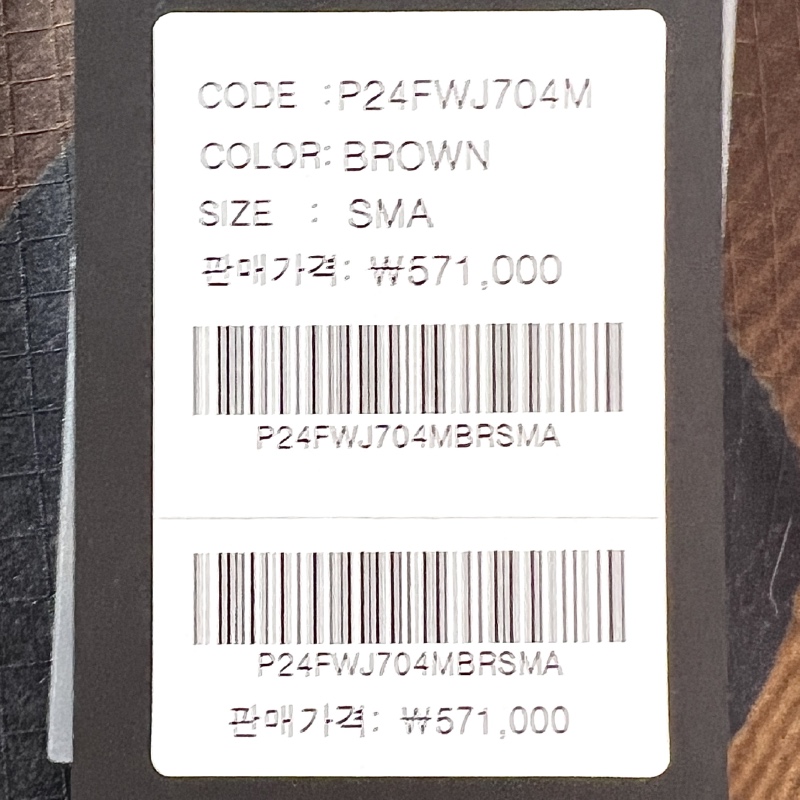 CODE :P24FWJ704M
COLOR: BROWN
SIZE : SMA
판매가격: ₩571,000
P24FWJ704MBRSMA
P24FWJ704MBRSMA
판매가격: ₩571,000